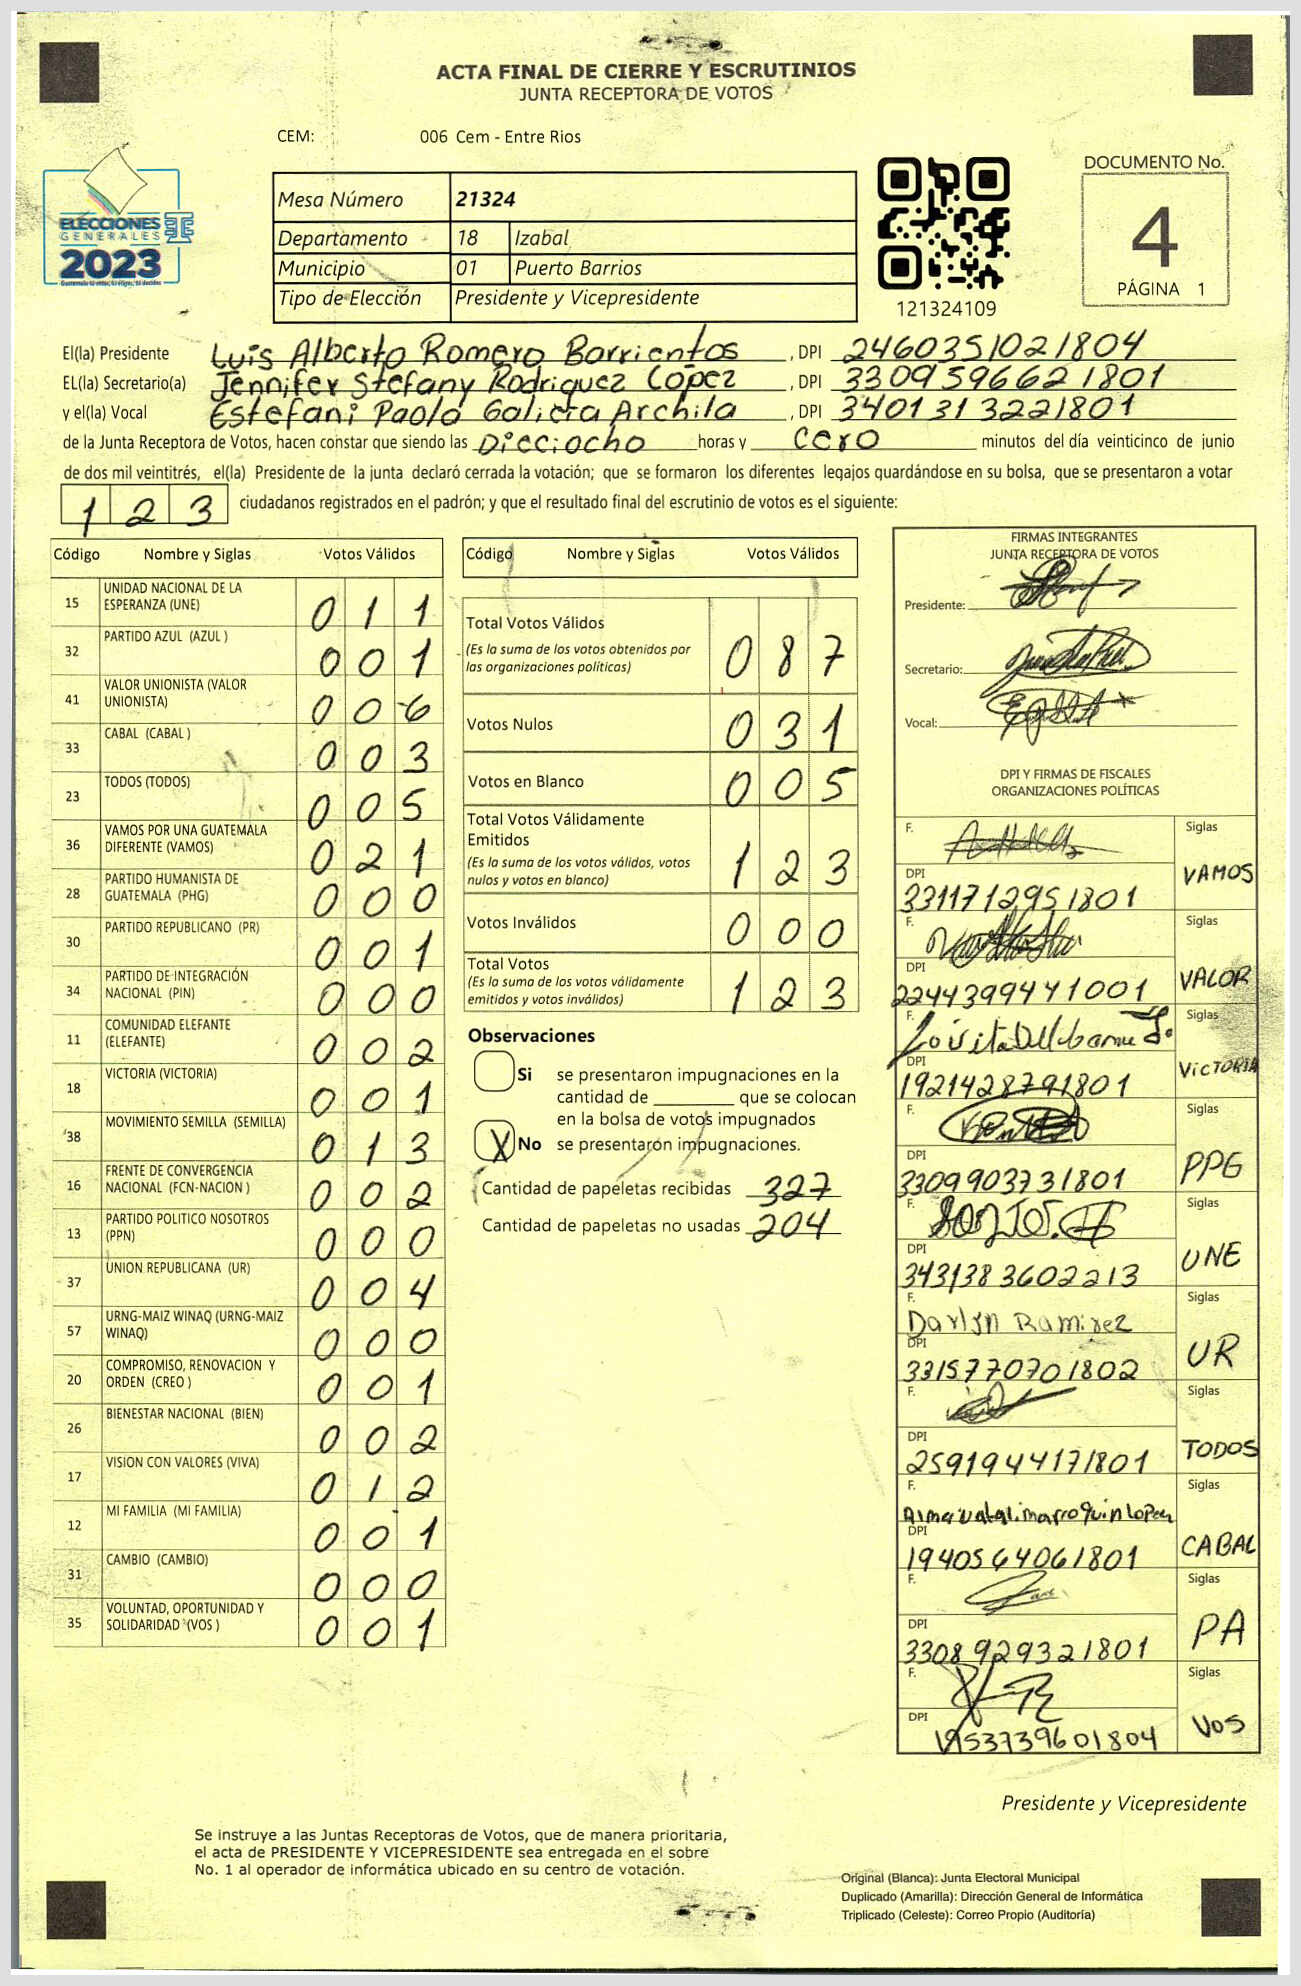 ACTA FINAL DE CIERRE Y ESCRUTINIOS
JUNTA RECEPTORA DE VOTOS
CEM: 006 Cem - Entre Rios
ELECCIONES
GENERALES
2023
Mesa Número 21324
Departamento 18 Izabal
Municipio 01 Puerto Barrios
Tipo de Elección Presidente y Vicepresidente
121324109
DOCUMENTO No.
4
PÁGINA 1
El(la) Presidente Luis Alberto Romero Barrientos , DPI 2460351021804
EL(la) Secretario(a) Jennifer Stefany Rodriguez López , DPI 3309596621801
y el(la) Vocal Estefani Paola Galicia Archila , DPI 3401313221801
de la Junta Receptora de Votos, hacen constar que siendo las Dieciocho horas y cero minutos del día veinticinco de junio
de dos mil veintitrés, el(la) Presidente de la junta declaró cerrada la votación; que se formaron los diferentes legajos guardándose en su bolsa, que se presentaron a votar
1 2 3 ciudadanos registrados en el padrón; y que el resultado final del escrutinio de votos es el siguiente:
Código Nombre y Siglas Votos Válidos
15 UNIDAD NACIONAL DE LA ESPERANZA (UNE) 0 1 1
32 PARTIDO AZUL (AZUL ) 0 0 1
41 VALOR UNIONISTA (VALOR UNIONISTA) 0 0 6
33 CABAL (CABAL ) 0 0 3
23 TODOS (TODOS) 0 0 5
36 VAMOS POR UNA GUATEMALA DIFERENTE (VAMOS) 0 2 1
28 PARTIDO HUMANISTA DE GUATEMALA (PHG) 0 0 0
30 PARTIDO REPUBLICANO (PR) 0 0 1
34 PARTIDO DE INTEGRACIÓN NACIONAL (PIN) 0 0 0
11 COMUNIDAD ELEFANTE (ELEFANTE) 0 0 2
18 VICTORIA (VICTORIA) 0 0 1
38 MOVIMIENTO SEMILLA (SEMILLA) 0 1 3
16 FRENTE DE CONVERGENCIA NACIONAL (FCN-NACION ) 0 0 2
13 PARTIDO POLITICO NOSOTROS (PPN) 0 0 0
37 UNION REPUBLICANA (UR) 0 0 4
57 URNG-MAIZ WINAQ (URNG-MAIZ WINAQ) 0 0 0
20 COMPROMISO, RENOVACION Y ORDEN (CREO ) 0 0 1
26 BIENESTAR NACIONAL (BIEN) 0 0 2
17 VISION CON VALORES (VIVA) 0 1 2
12 MI FAMILIA (MI FAMILIA) 0 0 1
31 CAMBIO (CAMBIO) 0 0 0
35 VOLUNTAD, OPORTUNIDAD Y SOLIDARIDAD (VOS ) 0 0 1
Código Nombre y Siglas Votos Válidos
Total Votos Válidos 0 8 7
(Es la suma de los votos obtenidos por
las organizaciones políticas)
Votos Nulos 0 3 1
Votos en Blanco 0 0 5
Total Votos Válidamente
Emitidos 1 2 3
(Es la suma de los votos válidos, votos
nulos y votos en blanco)
Votos Inválidos 0 0 0
Total Votos 1 2 3
(Es la suma de los votos válidamente
emitidos y votos inválidos)
Observaciones
Si se presentaron impugnaciones en la
cantidad de ________ que se colocan
en la bolsa de votos impugnados
X No se presentarón impugnaciones.
Cantidad de papeletas recibidas 327
Cantidad de papeletas no usadas 204
FIRMAS INTEGRANTES
JUNTA RECEPTORA DE VOTOS
Presidente:
Secretario:
Vocal:
DPI Y FIRMAS DE FISCALES
ORGANIZACIONES POLÍTICAS
F. Siglas
DPI VAMOS
3311712951801
F. Siglas
DPI VALOR
2244399441001
F. Siglas
DPI VICTORIA
1921428791801
F. Siglas
DPI PPG
3309903731801
F. Siglas
DPI UNE
3431383602213
F. Siglas
Darlyn Ramirez
DPI UR
3315770701802
F. Siglas
DPI TODOS
2591944171801
F. Siglas
DPI CABAL
1940564061801
F. Siglas
DPI PA
3308929321801
F. Siglas
DPI VOS
1953739601804
Presidente y Vicepresidente
Se instruye a las Juntas Receptoras de Votos, que de manera prioritaria,
el acta de PRESIDENTE Y VICEPRESIDENTE sea entregada en el sobre
No. 1 al operador de informática ubicado en su centro de votación.
Original (Blanca): Junta Electoral Municipal
Duplicado (Amarilla): Dirección General de Informática
Triplicado (Celeste): Correo Propio (Auditoría)